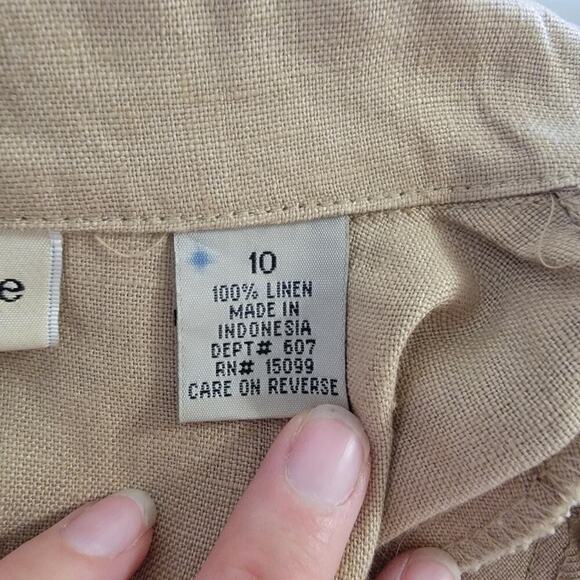 e
10
100% LINEN
MADE IN
INDONESIA
DEPT# 607
RN# 15099
CARE ON REVERSE